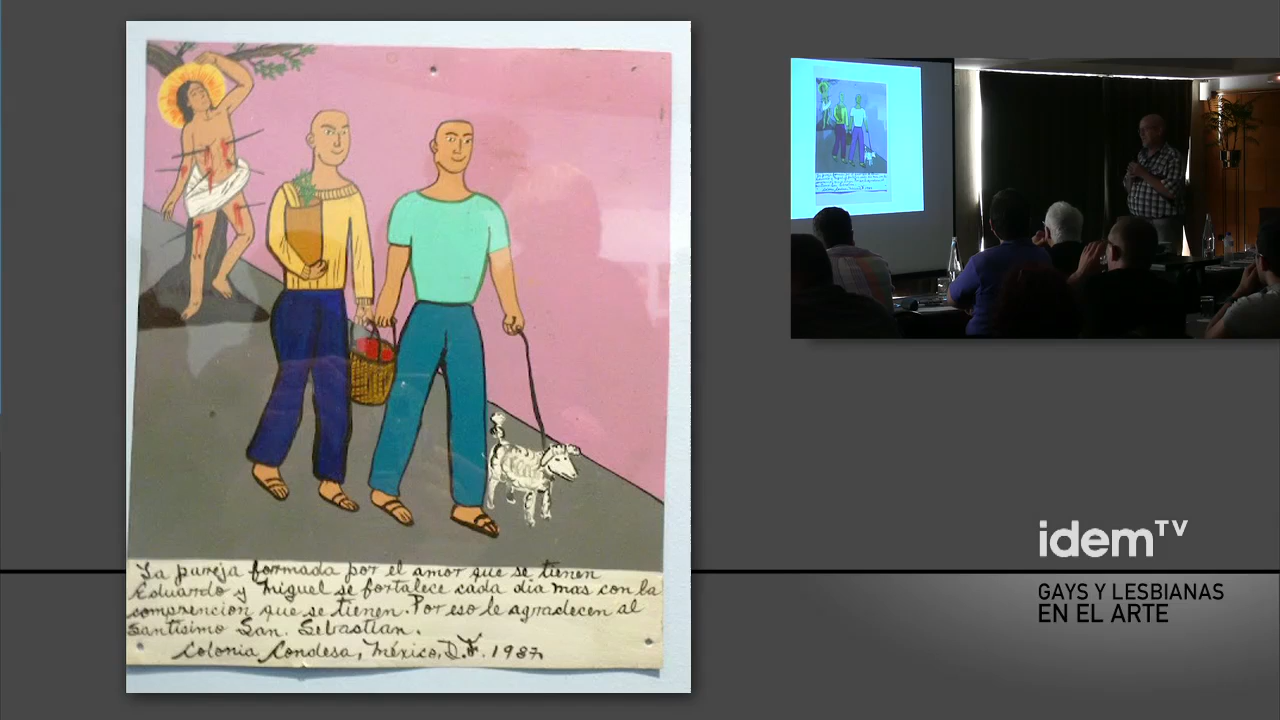 La pareja formada por el amor que se tienen
Eduardo y Miguel se fortalece cada dia mas con la
comprencion que se tienen. Por eso le agradecen al
santisimo San. Sebastian.
Colonia Condesa, México, D.F. 1987.
idemTV
GAYS Y LESBIANAS
EN EL ARTE